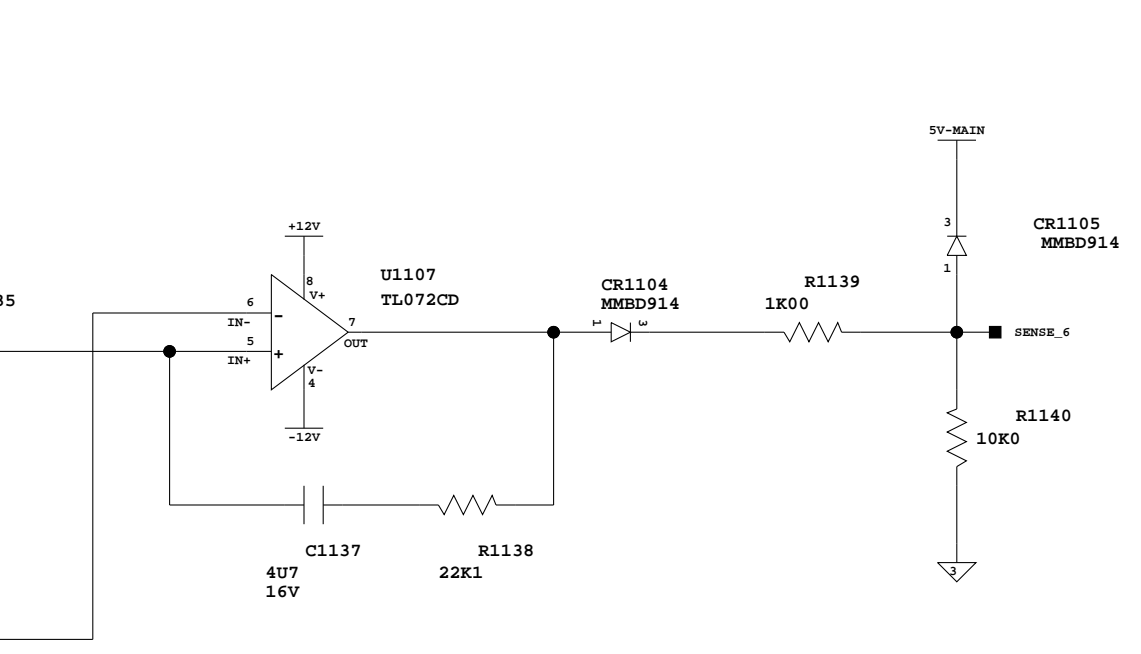 5V-MAIN
3
CR1105
MMBD914
1
+12V
8
V+
U1107
TL072CD
CR1104
MMBD914
1
3
R1139
1K00
35
6
IN-
-
5
IN+
+
7
OUT
SENSE_6
V-
4
-12V
R1140
10K0
C1137
4U7
16V
R1138
22K1
3